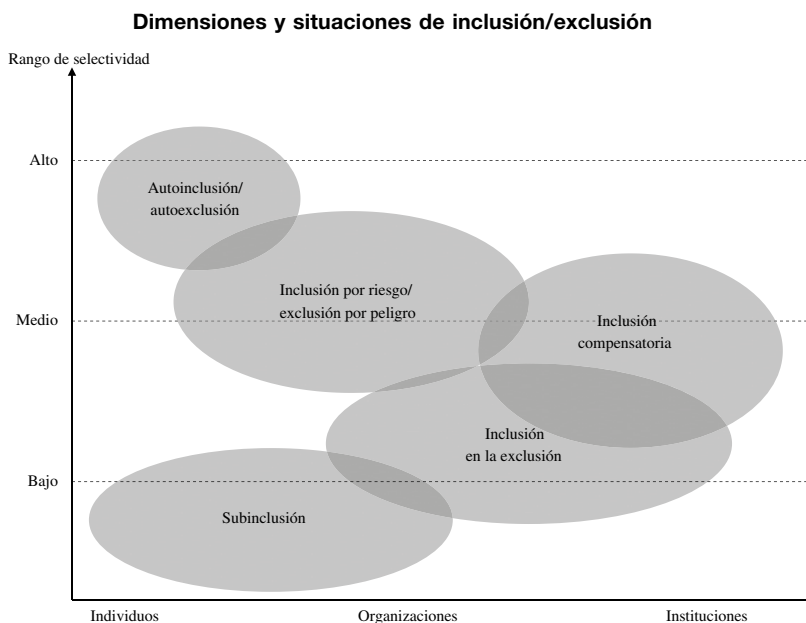 Dimensiones y situaciones de inclusión/exclusión
Rango de selectividad
Alto
Autoinclusión/
autoexclusión
Inclusión por riesgo/
exclusión por peligro
Medio
Inclusión
compensatoria
Inclusión
en la exclusión
Bajo
Subinclusión
Individuos
Organizaciones
Instituciones